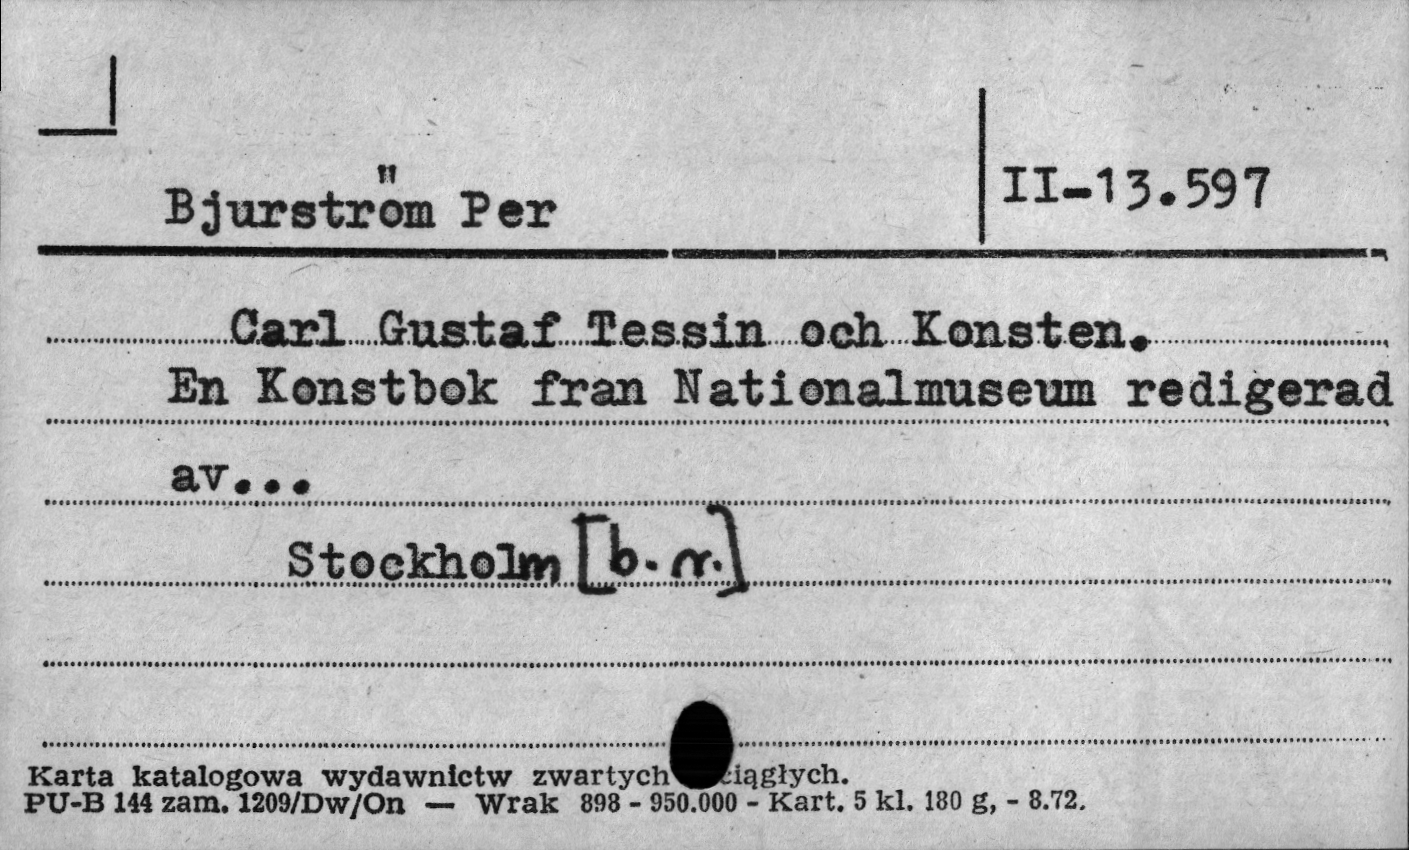 Bjurström Per
II-13.597
Carl Gustaf Tessin och Konsten.
En Konstbok fran Nationalmuseum redigerad
av...
Stockholm [b.r.]
Karta katalogowa wydawnictw zwartych ciągłych.
PU-B 144 zam. 1209/Dw/On — Wrak 898 - 950.000 - Kart. 5 kl. 180 g, - 8.72.